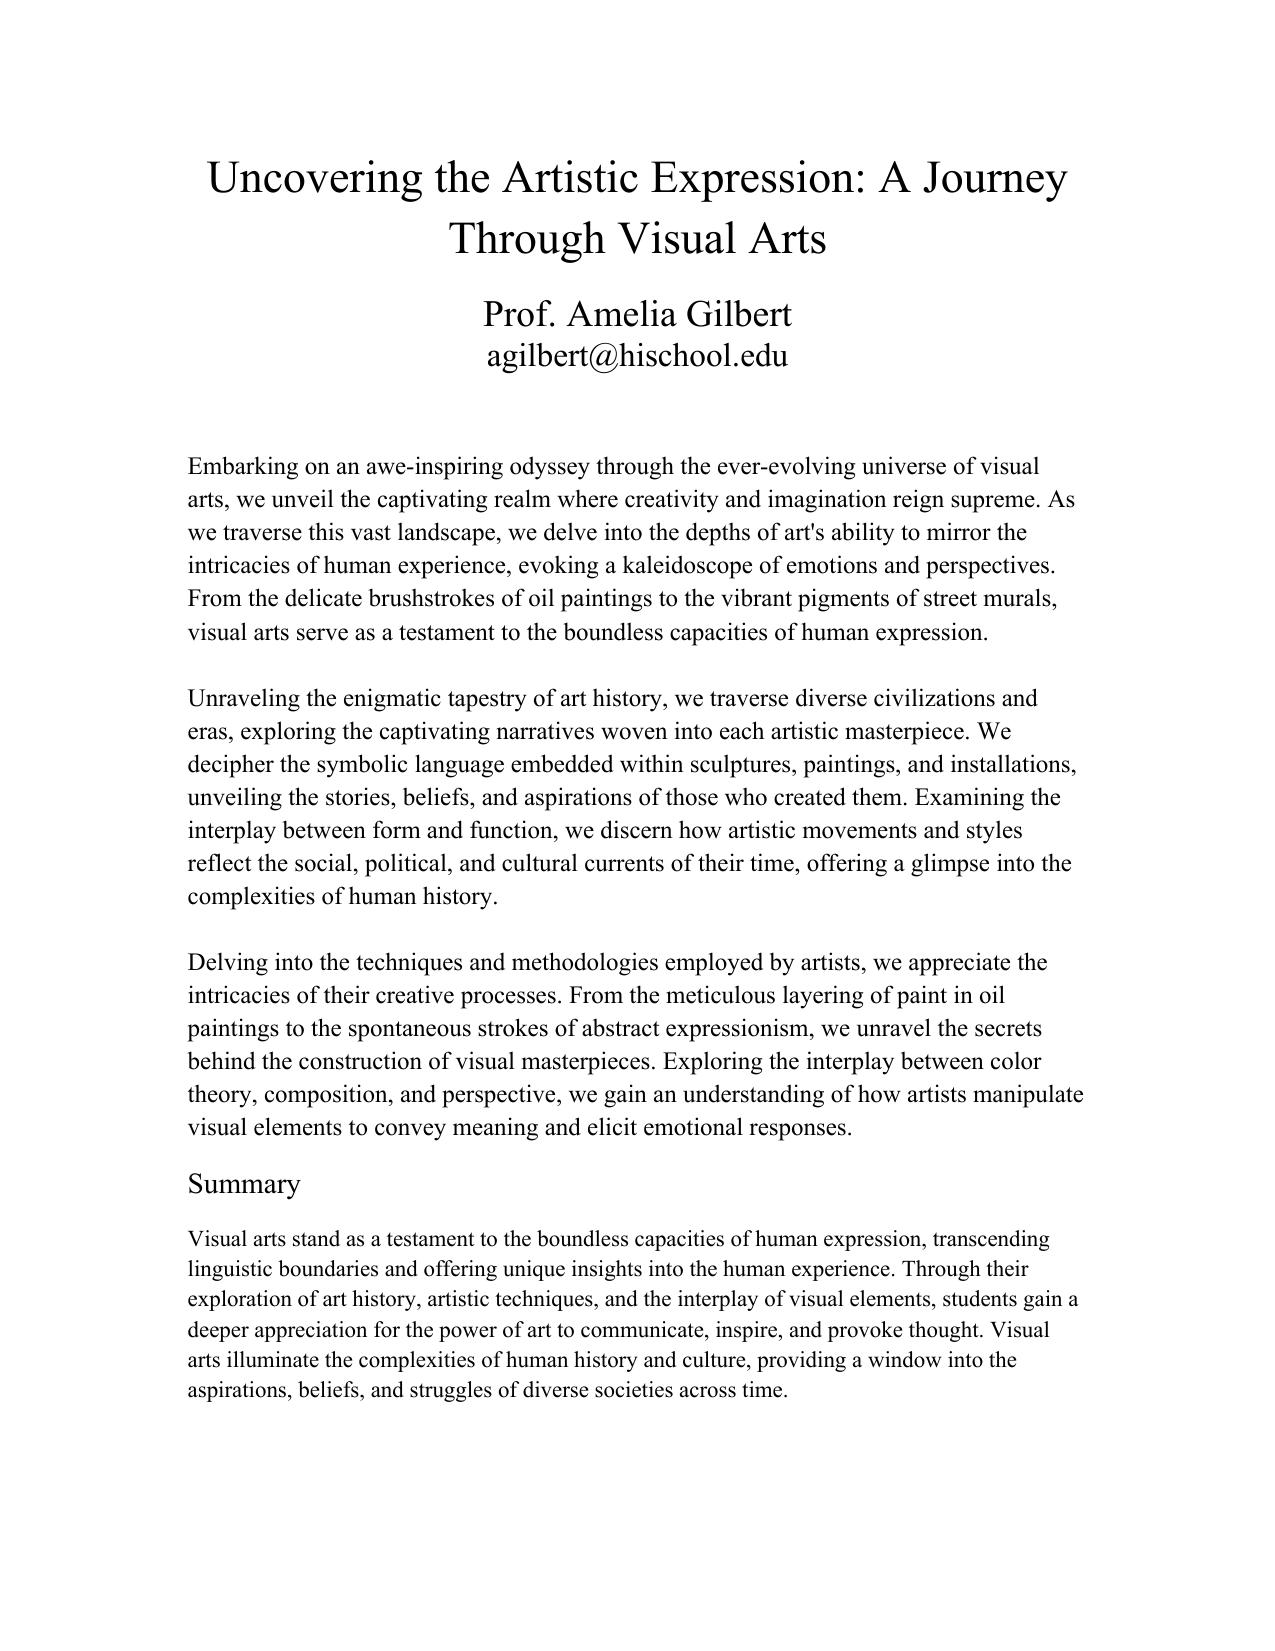 Uncovering the Artistic Expression: A Journey
Through Visual Arts
Prof. Amelia Gilbert
agilbert@hischool.edu
Embarking on an awe-inspiring odyssey through the ever-evolving universe of visual
arts, we unveil the captivating realm where creativity and imagination reign supreme. As
we traverse this vast landscape, we delve into the depths of art's ability to mirror the
intricacies of human experience, evoking a kaleidoscope of emotions and perspectives.
From the delicate brushstrokes of oil paintings to the vibrant pigments of street murals,
visual arts serve as a testament to the boundless capacities of human expression.
Unraveling the enigmatic tapestry of art history, we traverse diverse civilizations and
eras, exploring the captivating narratives woven into each artistic masterpiece. We
decipher the symbolic language embedded within sculptures, paintings, and installations,
unveiling the stories, beliefs, and aspirations of those who created them. Examining the
interplay between form and function, we discern how artistic movements and styles
reflect the social, political, and cultural currents of their time, offering a glimpse into the
complexities of human history.
Delving into the techniques and methodologies employed by artists, we appreciate the
intricacies of their creative processes. From the meticulous layering of paint in oil
paintings to the spontaneous strokes of abstract expressionism, we unravel the secrets
behind the construction of visual masterpieces. Exploring the interplay between color
theory, composition, and perspective, we gain an understanding of how artists manipulate
visual elements to convey meaning and elicit emotional responses.
Summary
Visual arts stand as a testament to the boundless capacities of human expression, transcending
linguistic boundaries and offering unique insights into the human experience. Through their
exploration of art history, artistic techniques, and the interplay of visual elements, students gain a
deeper appreciation for the power of art to communicate, inspire, and provoke thought. Visual
arts illuminate the complexities of human history and culture, providing a window into the
aspirations, beliefs, and struggles of diverse societies across time.